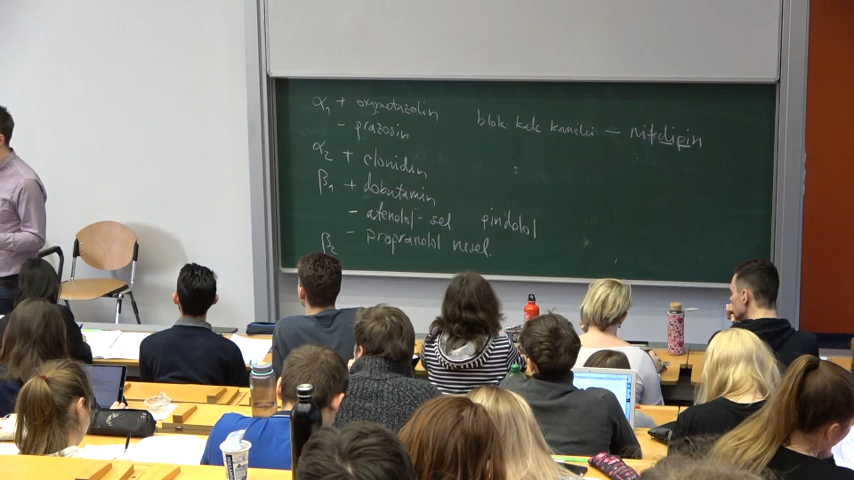 α1 + oxymetazolin
- prazosin
α2 + clonidin
β1 + dobutamin
- atenolol - sel. pindolol
β2 - propranolol nesel.
blok. kalc kanálů — nifedipin